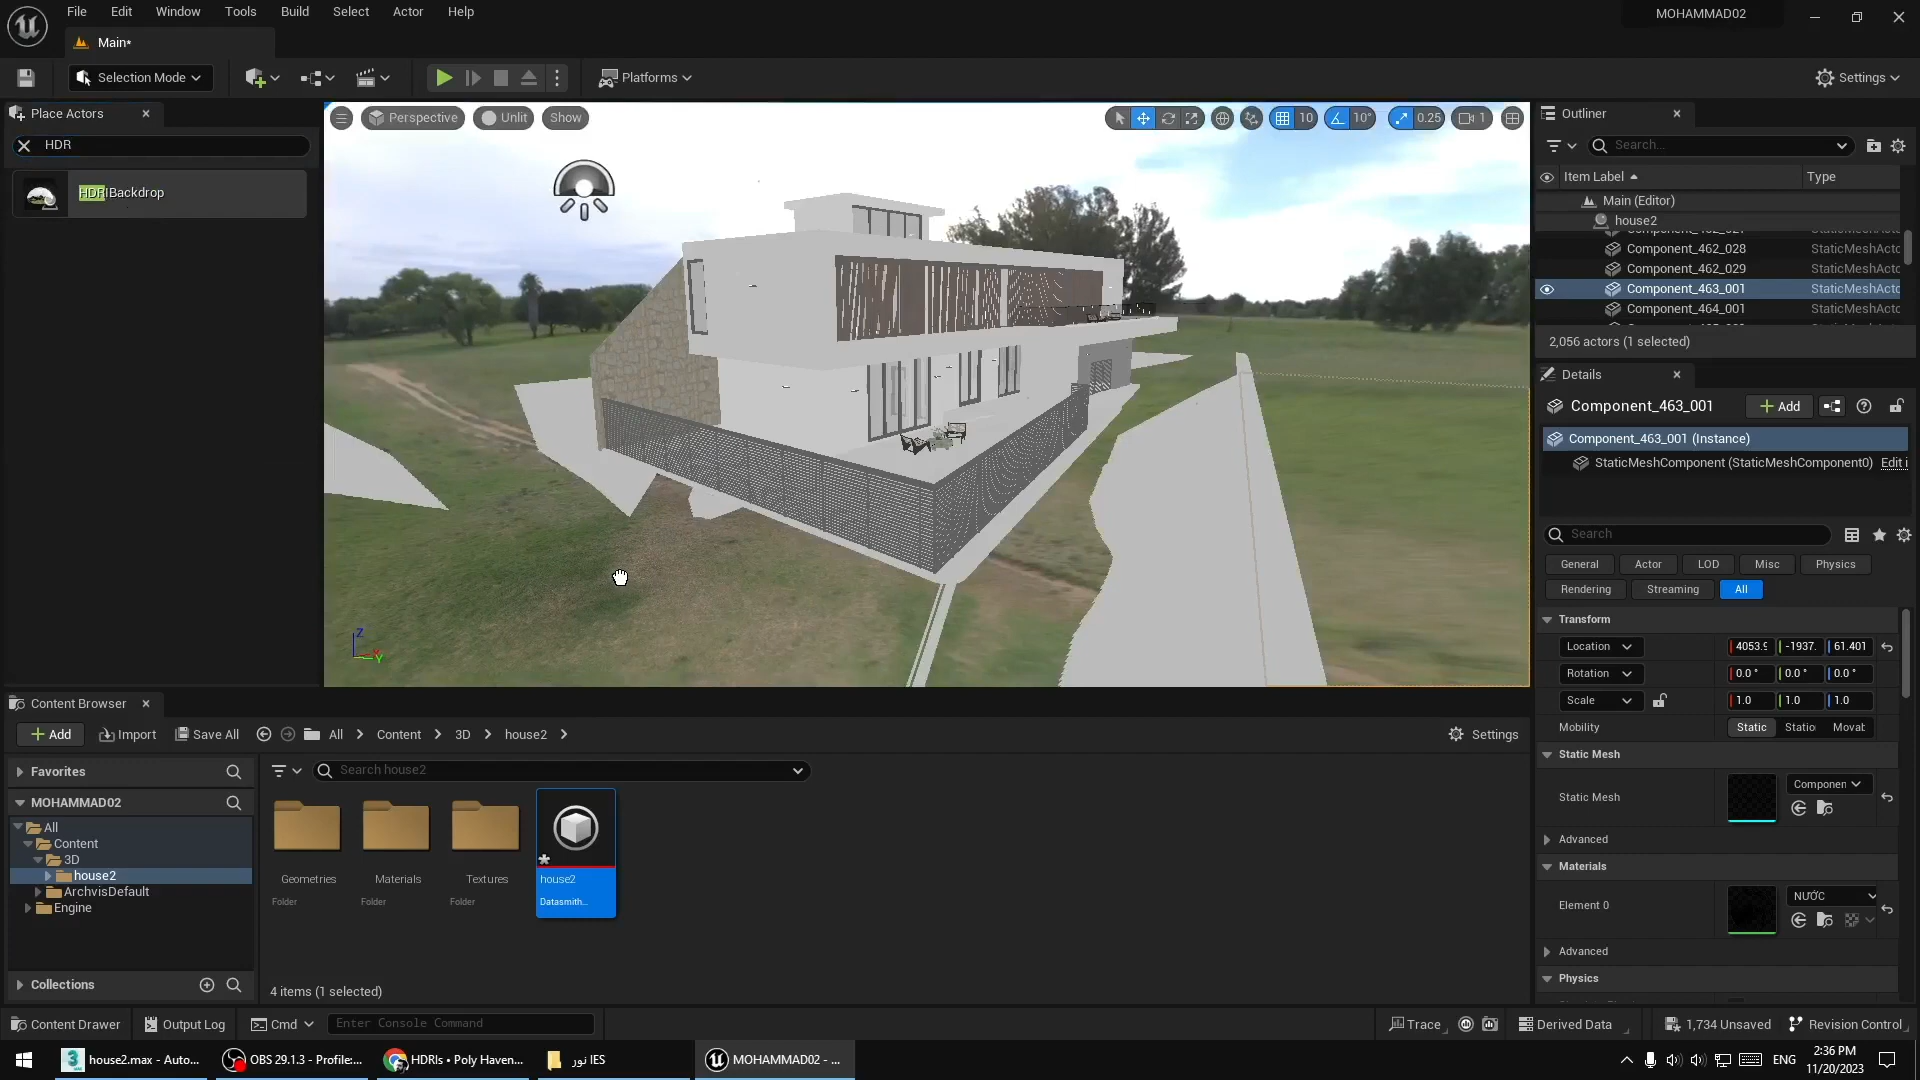 File Edit Window Tools Build Select Actor Help
MOHAMMAD02
Main*
Selection Mode
Platforms
Settings
Place Actors
HDR
HDRIBackdrop
Perspective
Unlit
Show
10
10°
0.25
1
Outliner
Search...
Item Label
Type
Main (Editor)
house2
Component_462_028
StaticMeshActo
Component_462_029
StaticMeshActo
Component_463_001
StaticMeshActo
Component_464_001
StaticMeshActo
2,056 actors (1 selected)
Details
Component_463_001
Add
Component_463_001 (Instance)
StaticMeshComponent (StaticMeshComponent0)
Edit i
Search
General
Actor
LOD
Misc
Physics
Rendering
Streaming
All
Transform
Location
4053.9
-1937.
61.401
Rotation
0.0 °
0.0 °
0.0 °
Scale
1.0
1.0
1.0
Mobility
Static
Statio
Movab
Static Mesh
Static Mesh
Componen
Advanced
Materials
Element 0
NƯỚC
Advanced
Physics
Z
Y
Content Browser
Add
Import
Save All
All
Content
3D
house2
Settings
Favorites
Search house2
MOHAMMAD02
All
Content
3D
house2
ArchvisDefault
Engine
Geometries
Folder
Materials
Folder
Textures
Folder
house2
Datasmith...
Collections
4 items (1 selected)
Content Drawer
Output Log
Cmd
Enter Console Command
Trace
Derived Data
1,734 Unsaved
Revision Control
house2.max - Auto...
OBS 29.1.3 - Profile:...
HDRIs • Poly Haven...
نور IES
MOHAMMAD02 - ...
ENG
2:36 PM
11/20/2023